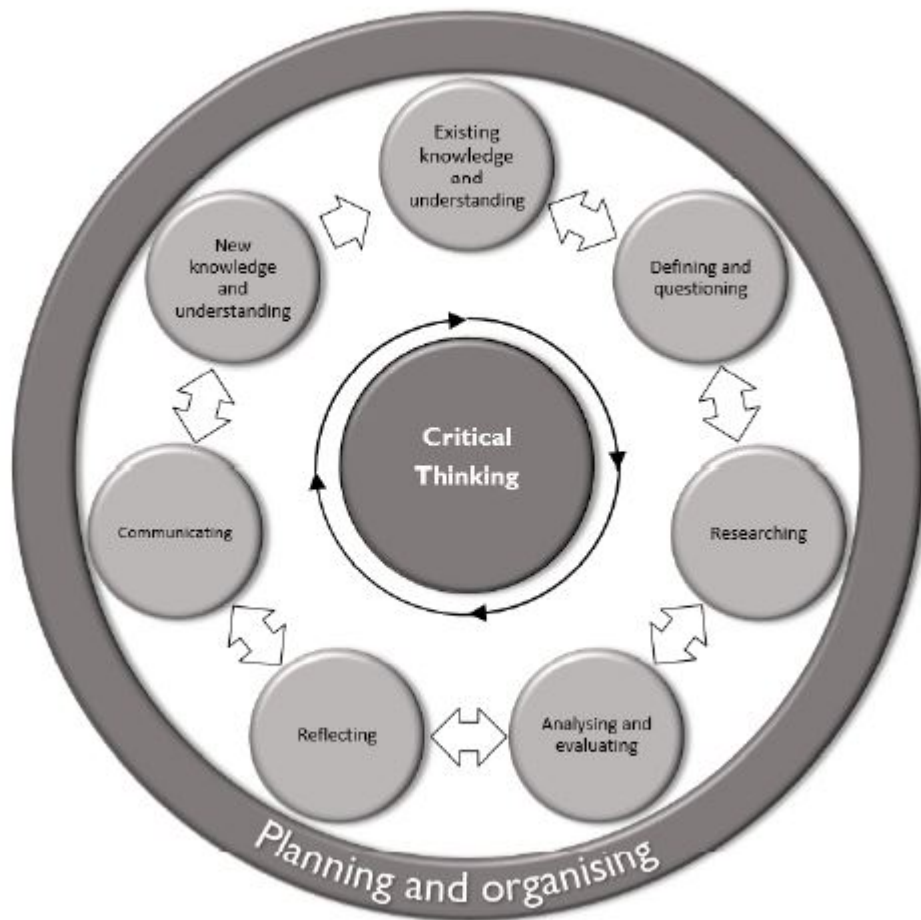 Existing
knowledge
and
understanding
Defining and
questioning
Researching
Analysing and
evaluating
Reflecting
Communicating
New
knowledge
and
understanding
Critical
Thinking
Planning and organising